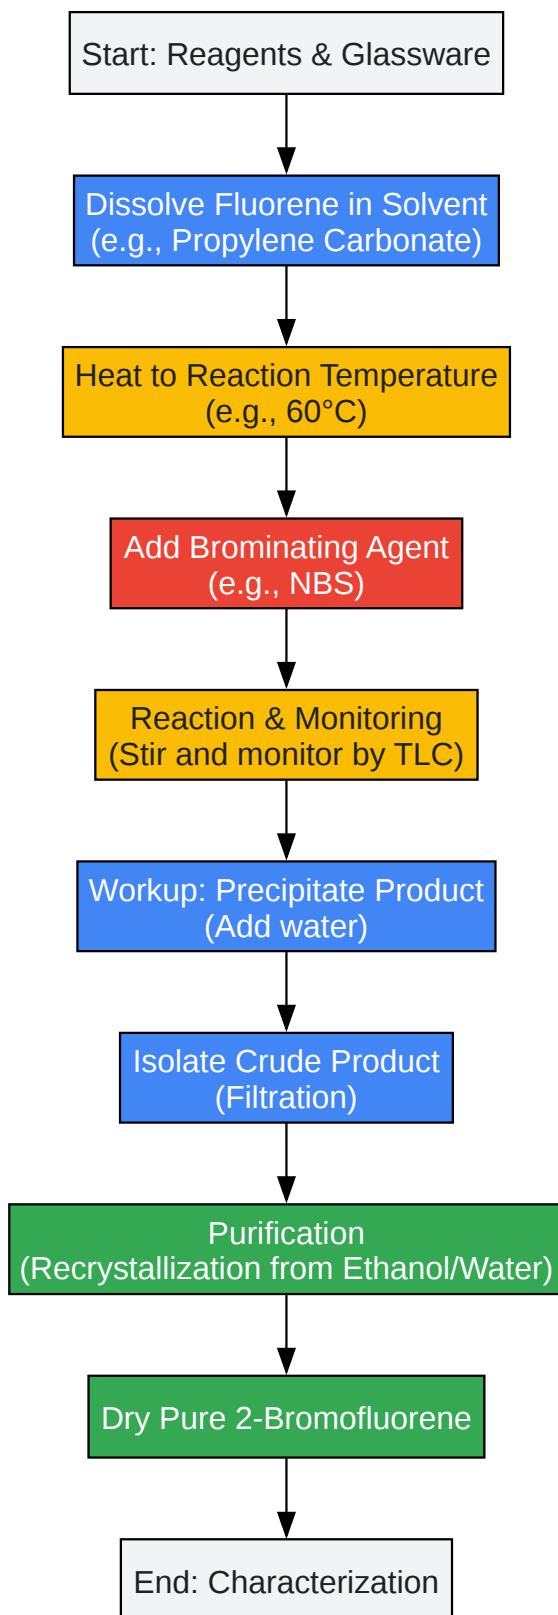 Start: Reagents & Glassware
Dissolve Fluorene in Solvent
(e.g., Propylene Carbonate)
Heat to Reaction Temperature
(e.g., 60°C)
Add Brominating Agent
(e.g., NBS)
Reaction & Monitoring
(Stir and monitor by TLC)
Workup: Precipitate Product
(Add water)
Isolate Crude Product
(Filtration)
Purification
(Recrystallization from Ethanol/Water)
Dry Pure 2-Bromofluorene
End: Characterization